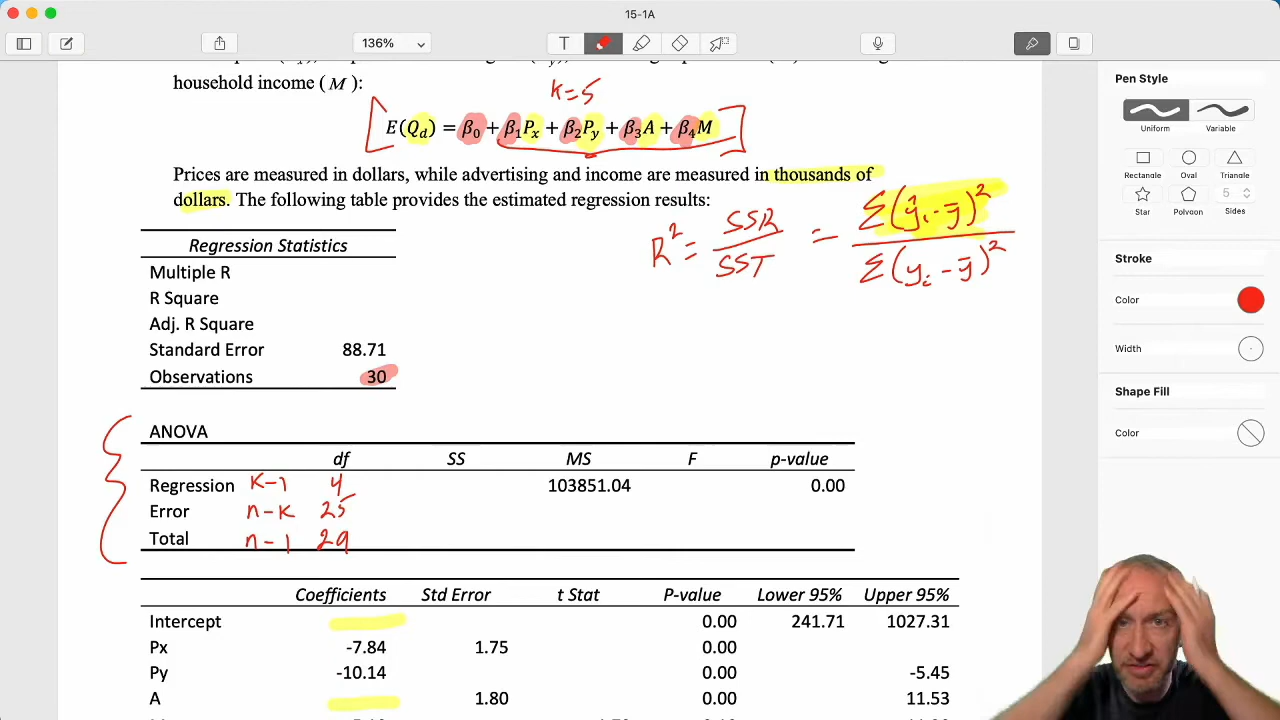 15-1A
136%
T
household income ( M ):
K=5
E(Qd) = β0 + β1Px + β2Py + β3A + β4M
Prices are measured in dollars, while advertising and income are measured in thousands of
dollars. The following table provides the estimated regression results:
R² = SSR / SST = Σ(ŷi - ȳ)² / Σ(yi - ȳ)²
Regression Statistics
Multiple R
R Square
Adj. R Square
Standard Error 88.71
Observations 30
ANOVA
df SS MS F p-value
Regression K-1 4 103851.04 0.00
Error n-K 25
Total n-1 29
Coefficients Std Error t Stat P-value Lower 95% Upper 95%
Intercept 0.00 241.71 1027.31
Px -7.84 1.75 0.00
Py -10.14 0.00 -5.45
A 1.80 0.00 11.53
Pen Style
Uniform Variable
Rectangle Oval Triangle
5
Star Polygon Sides
Stroke
Color
Width
Shape Fill
Color